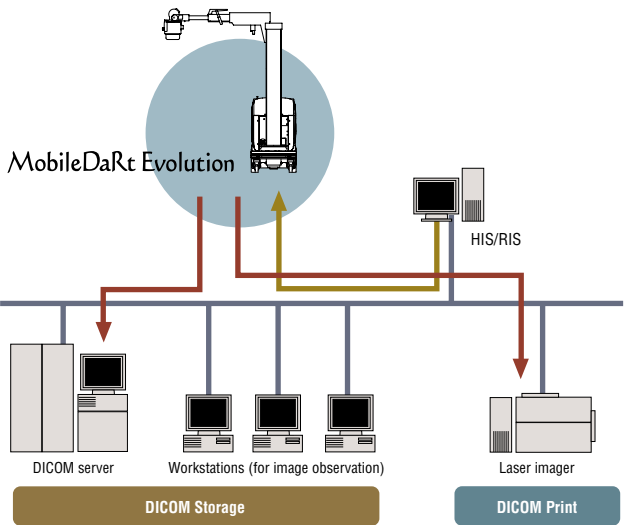 MobileDaRt Evolution
HIS/RIS
DICOM server
Workstations (for image observation)
Laser imager
DICOM Storage
DICOM Print